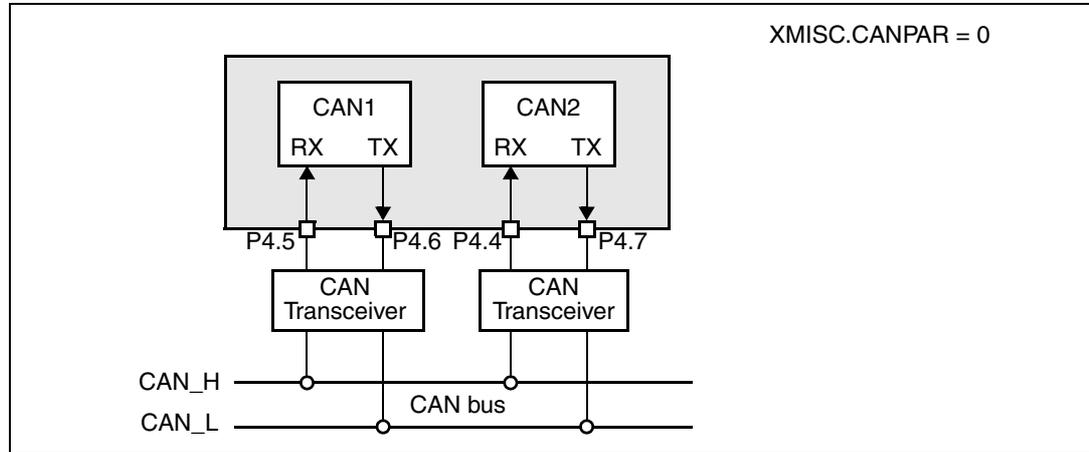 XMISC.CANPAR = 0
CAN1
CAN2
RX TX
RX TX
P4.5
P4.6
P4.4
P4.7
CAN
Transceiver
CAN
Transceiver
CAN_H
CAN bus
CAN_L